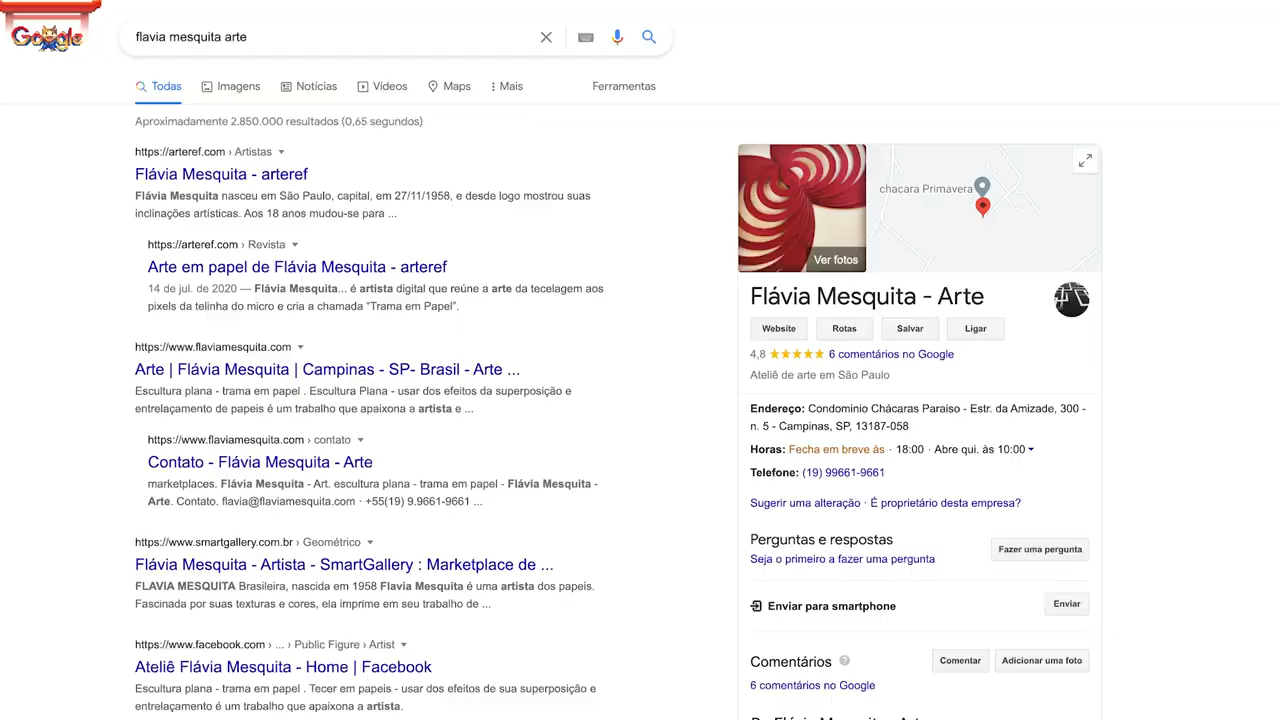 Google
flavia mesquita arte
Todas Imagens Notícias Vídeos Maps Mais Ferramentas
Aproximadamente 2.850.000 resultados (0,65 segundos)
https://arteref.com › Artistas
Flávia Mesquita - arteref
Flávia Mesquita nasceu em São Paulo, capital, em 27/11/1958, e desde logo mostrou suas
inclinações artísticas. Aos 18 anos mudou-se para ...
https://arteref.com › Revista
Arte em papel de Flávia Mesquita - arteref
14 de jul. de 2020 — Flávia Mesquita... é artista digital que reúne a arte da tecelagem aos
pixels da telinha do micro e cria a chamada “Trama em Papel”.
https://www.flaviamesquita.com
Arte | Flávia Mesquita | Campinas - SP- Brasil - Arte ...
Escultura plana - trama em papel . Escultura Plana - usar dos efeitos da superposição e
entrelaçamento de papeis é um trabalho que apaixona a artista e ...
https://www.flaviamesquita.com › contato
Contato - Flávia Mesquita - Arte
marketplaces. Flávia Mesquita - Art. escultura plana - trama em papel - Flávia Mesquita -
Arte. Contato. flavia@flaviamesquita.com · +55(19) 9.9661-9661 ...
https://www.smartgallery.com.br › Geométrico
Flávia Mesquita - Artista - SmartGallery : Marketplace de ...
FLAVIA MESQUITA Brasileira, nascida em 1958 Flavia Mesquita é uma artista dos papeis.
Fascinada por suas texturas e cores, ela imprime em seu trabalho de ...
https://www.facebook.com › ... › Public Figure › Artist
Ateliê Flávia Mesquita - Home | Facebook
Escultura plana - trama em papel . Tecer em papeis - usar dos efeitos de sua superposição e
entrelaçamento é um trabalho que apaixona a artista.
chacara Primavera
Ver fotos
Flávia Mesquita - Arte
Website Rotas Salvar Ligar
4,8 ★★★★★ 6 comentários no Google
Ateliê de arte em São Paulo
Endereço: Condominio Chácaras Paraiso - Estr. da Amizade, 300 -
n. 5 - Campinas, SP, 13187-058
Horas: Fecha em breve às · 18:00 · Abre qui. às 10:00
Telefone: (19) 99661-9661
Sugerir uma alteração · É proprietário desta empresa?
Perguntas e respostas
Seja o primeiro a fazer uma pergunta
Fazer uma pergunta
Enviar para smartphone
Enviar
Comentários
Comentar Adicionar uma foto
6 comentários no Google